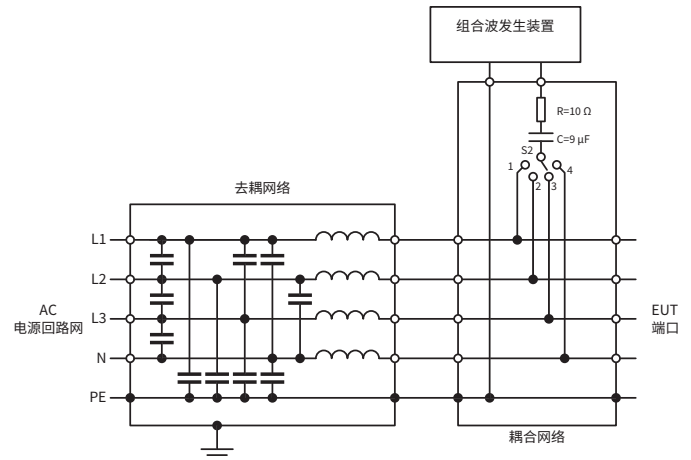 组合波发生装置
R=10 Ω
C=9 μF
S2
1
4
2
3
去耦网络
L1
L2
AC
电源回路网
L3
EUT
端口
N
PE
耦合网络